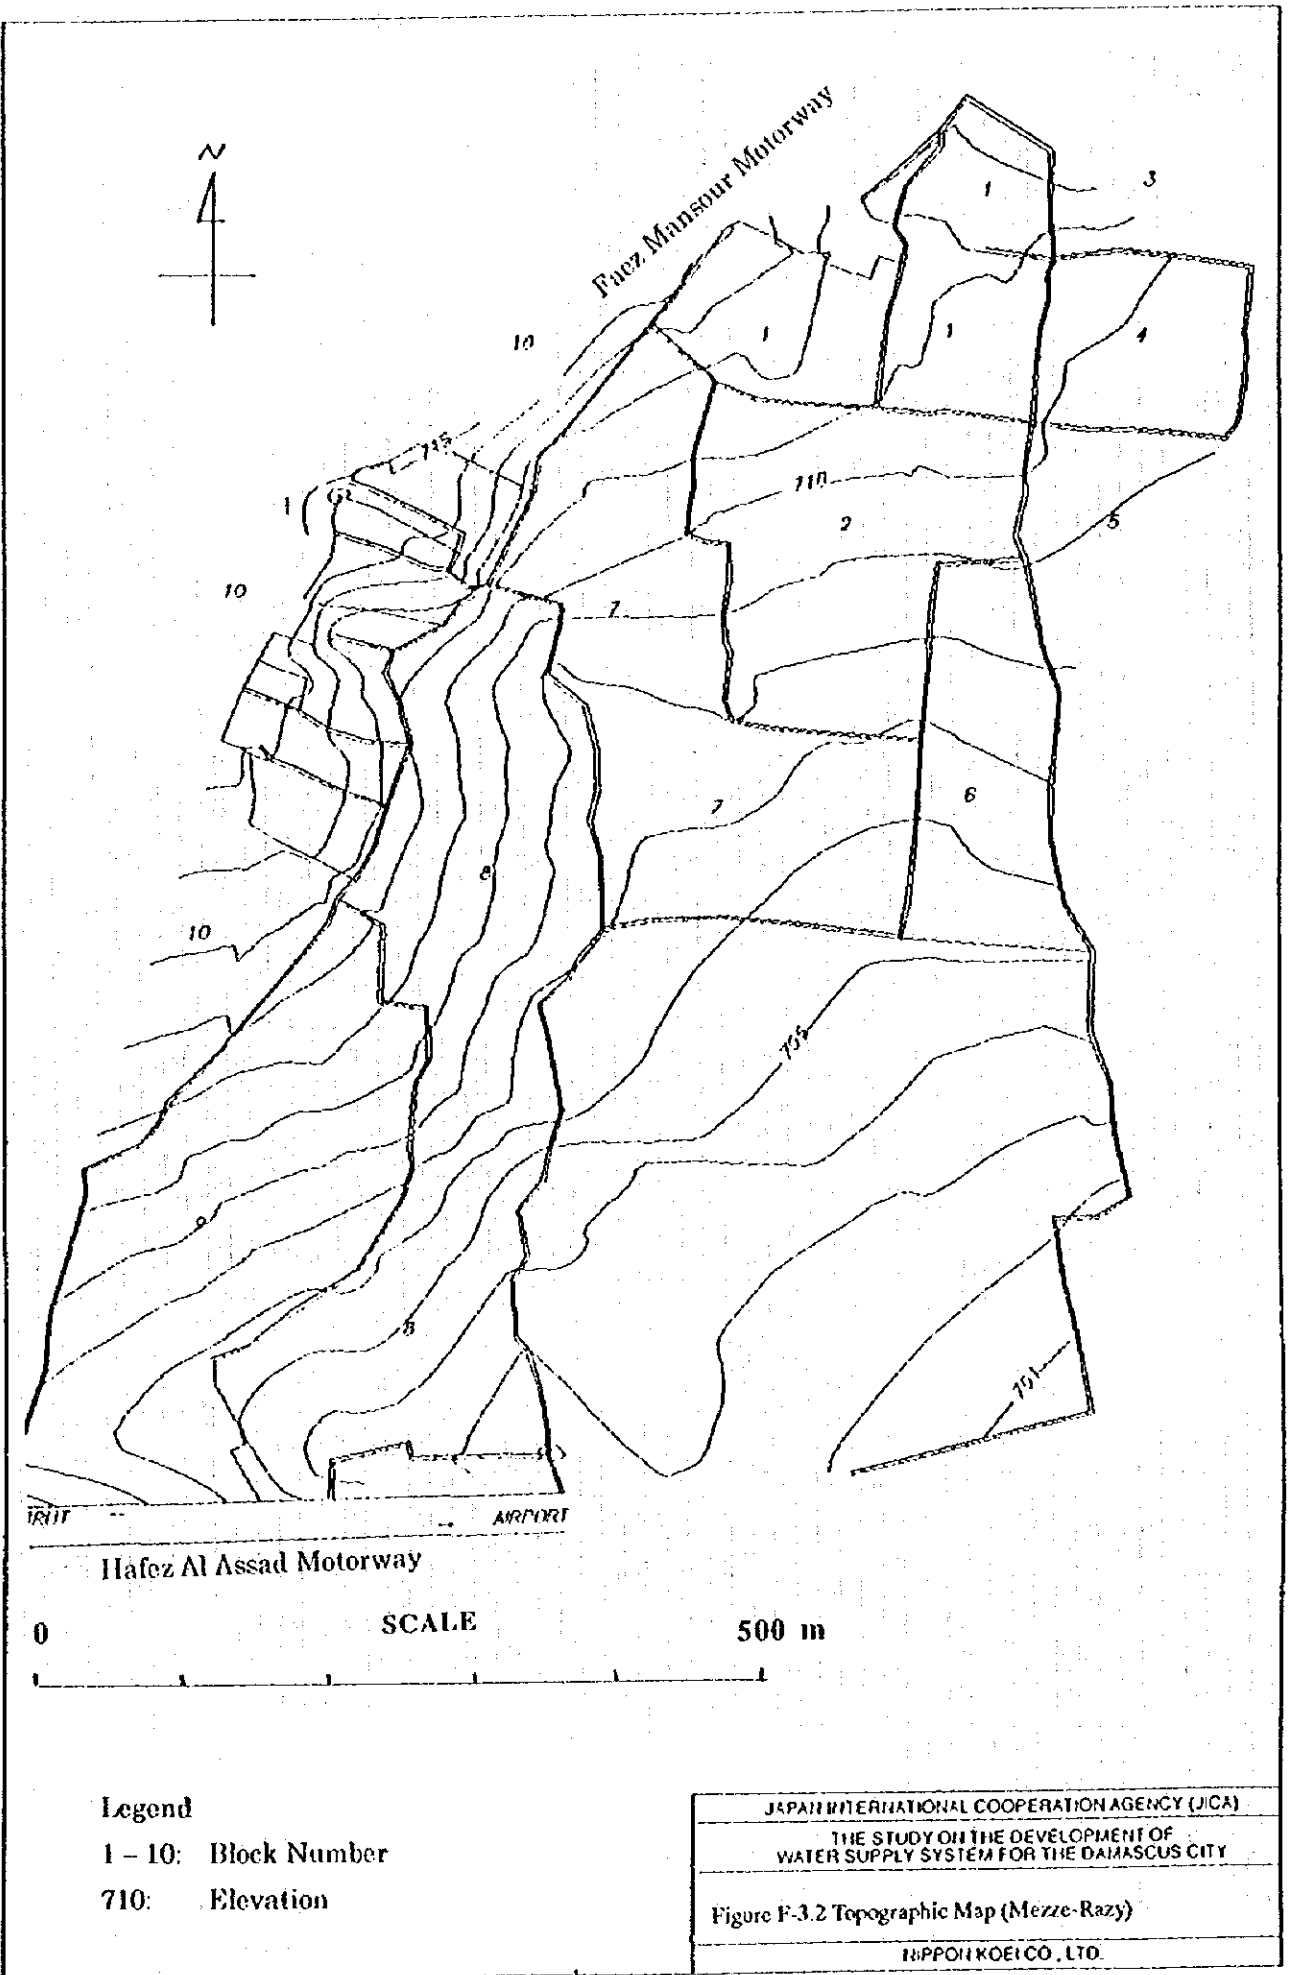 N
Faez Mansour Motorway
3
1
10
1
1
4
715
1
710
2
5
10
7
7
6
8
10
705
9
8
701
AIRPORT
Hafez Al Assad Motorway
SCALE
0
500 m
Legend
1 – 10: Block Number
710: Elevation
JAPAN INTERNATIONAL COOPERATION AGENCY (JICA)
THE STUDY ON THE DEVELOPMENT OF
WATER SUPPLY SYSTEM FOR THE DAMASCUS CITY
Figure F-3.2 Topographic Map (Mezze-Razy)
NIPPON KOEI CO., LTD.